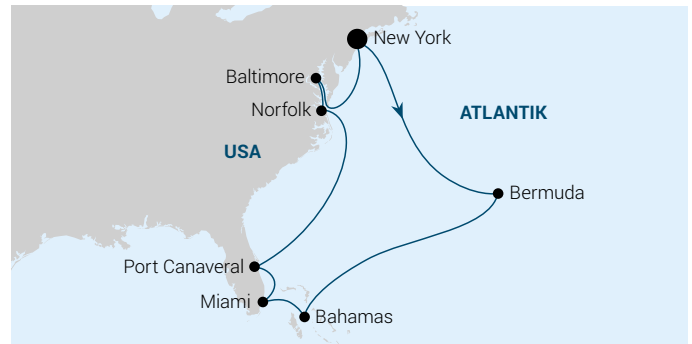 New York
Baltimore
ATLANTIK
Norfolk
USA
Bermuda
Port Canaveral
Miami
Bahamas